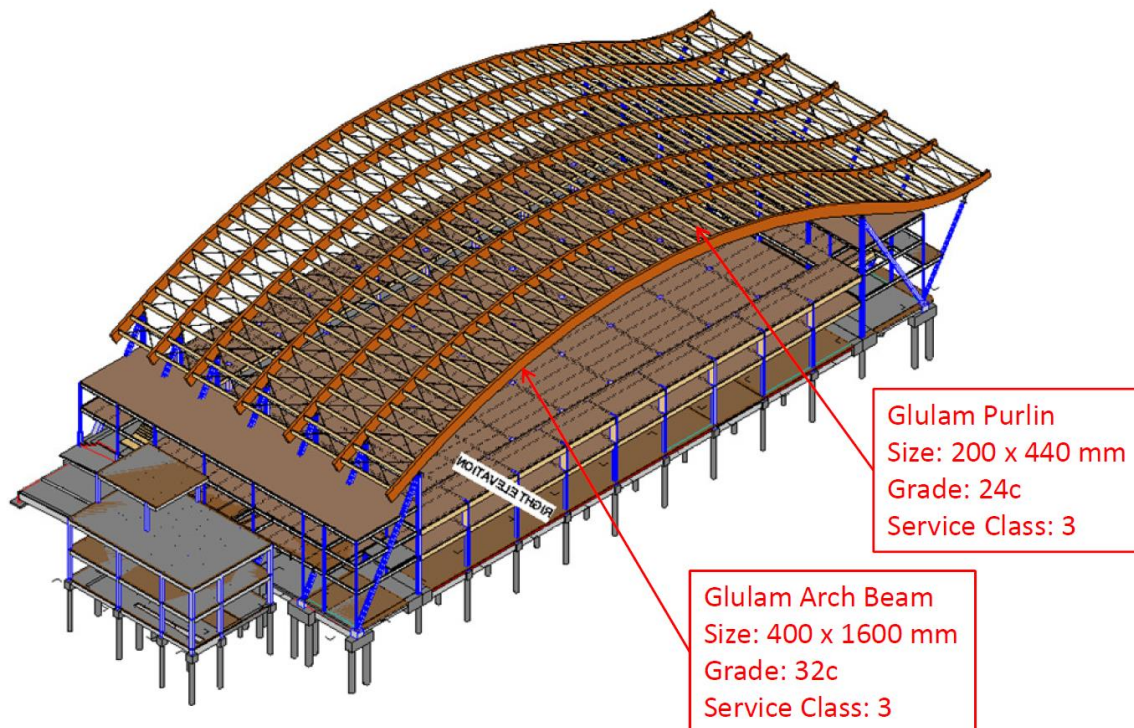 RIGHT ELEVATION
Glulam Purlin
Size: 200 x 440 mm
Grade: 24c
Service Class: 3
Glulam Arch Beam
Size: 400 x 1600 mm
Grade: 32c
Service Class: 3